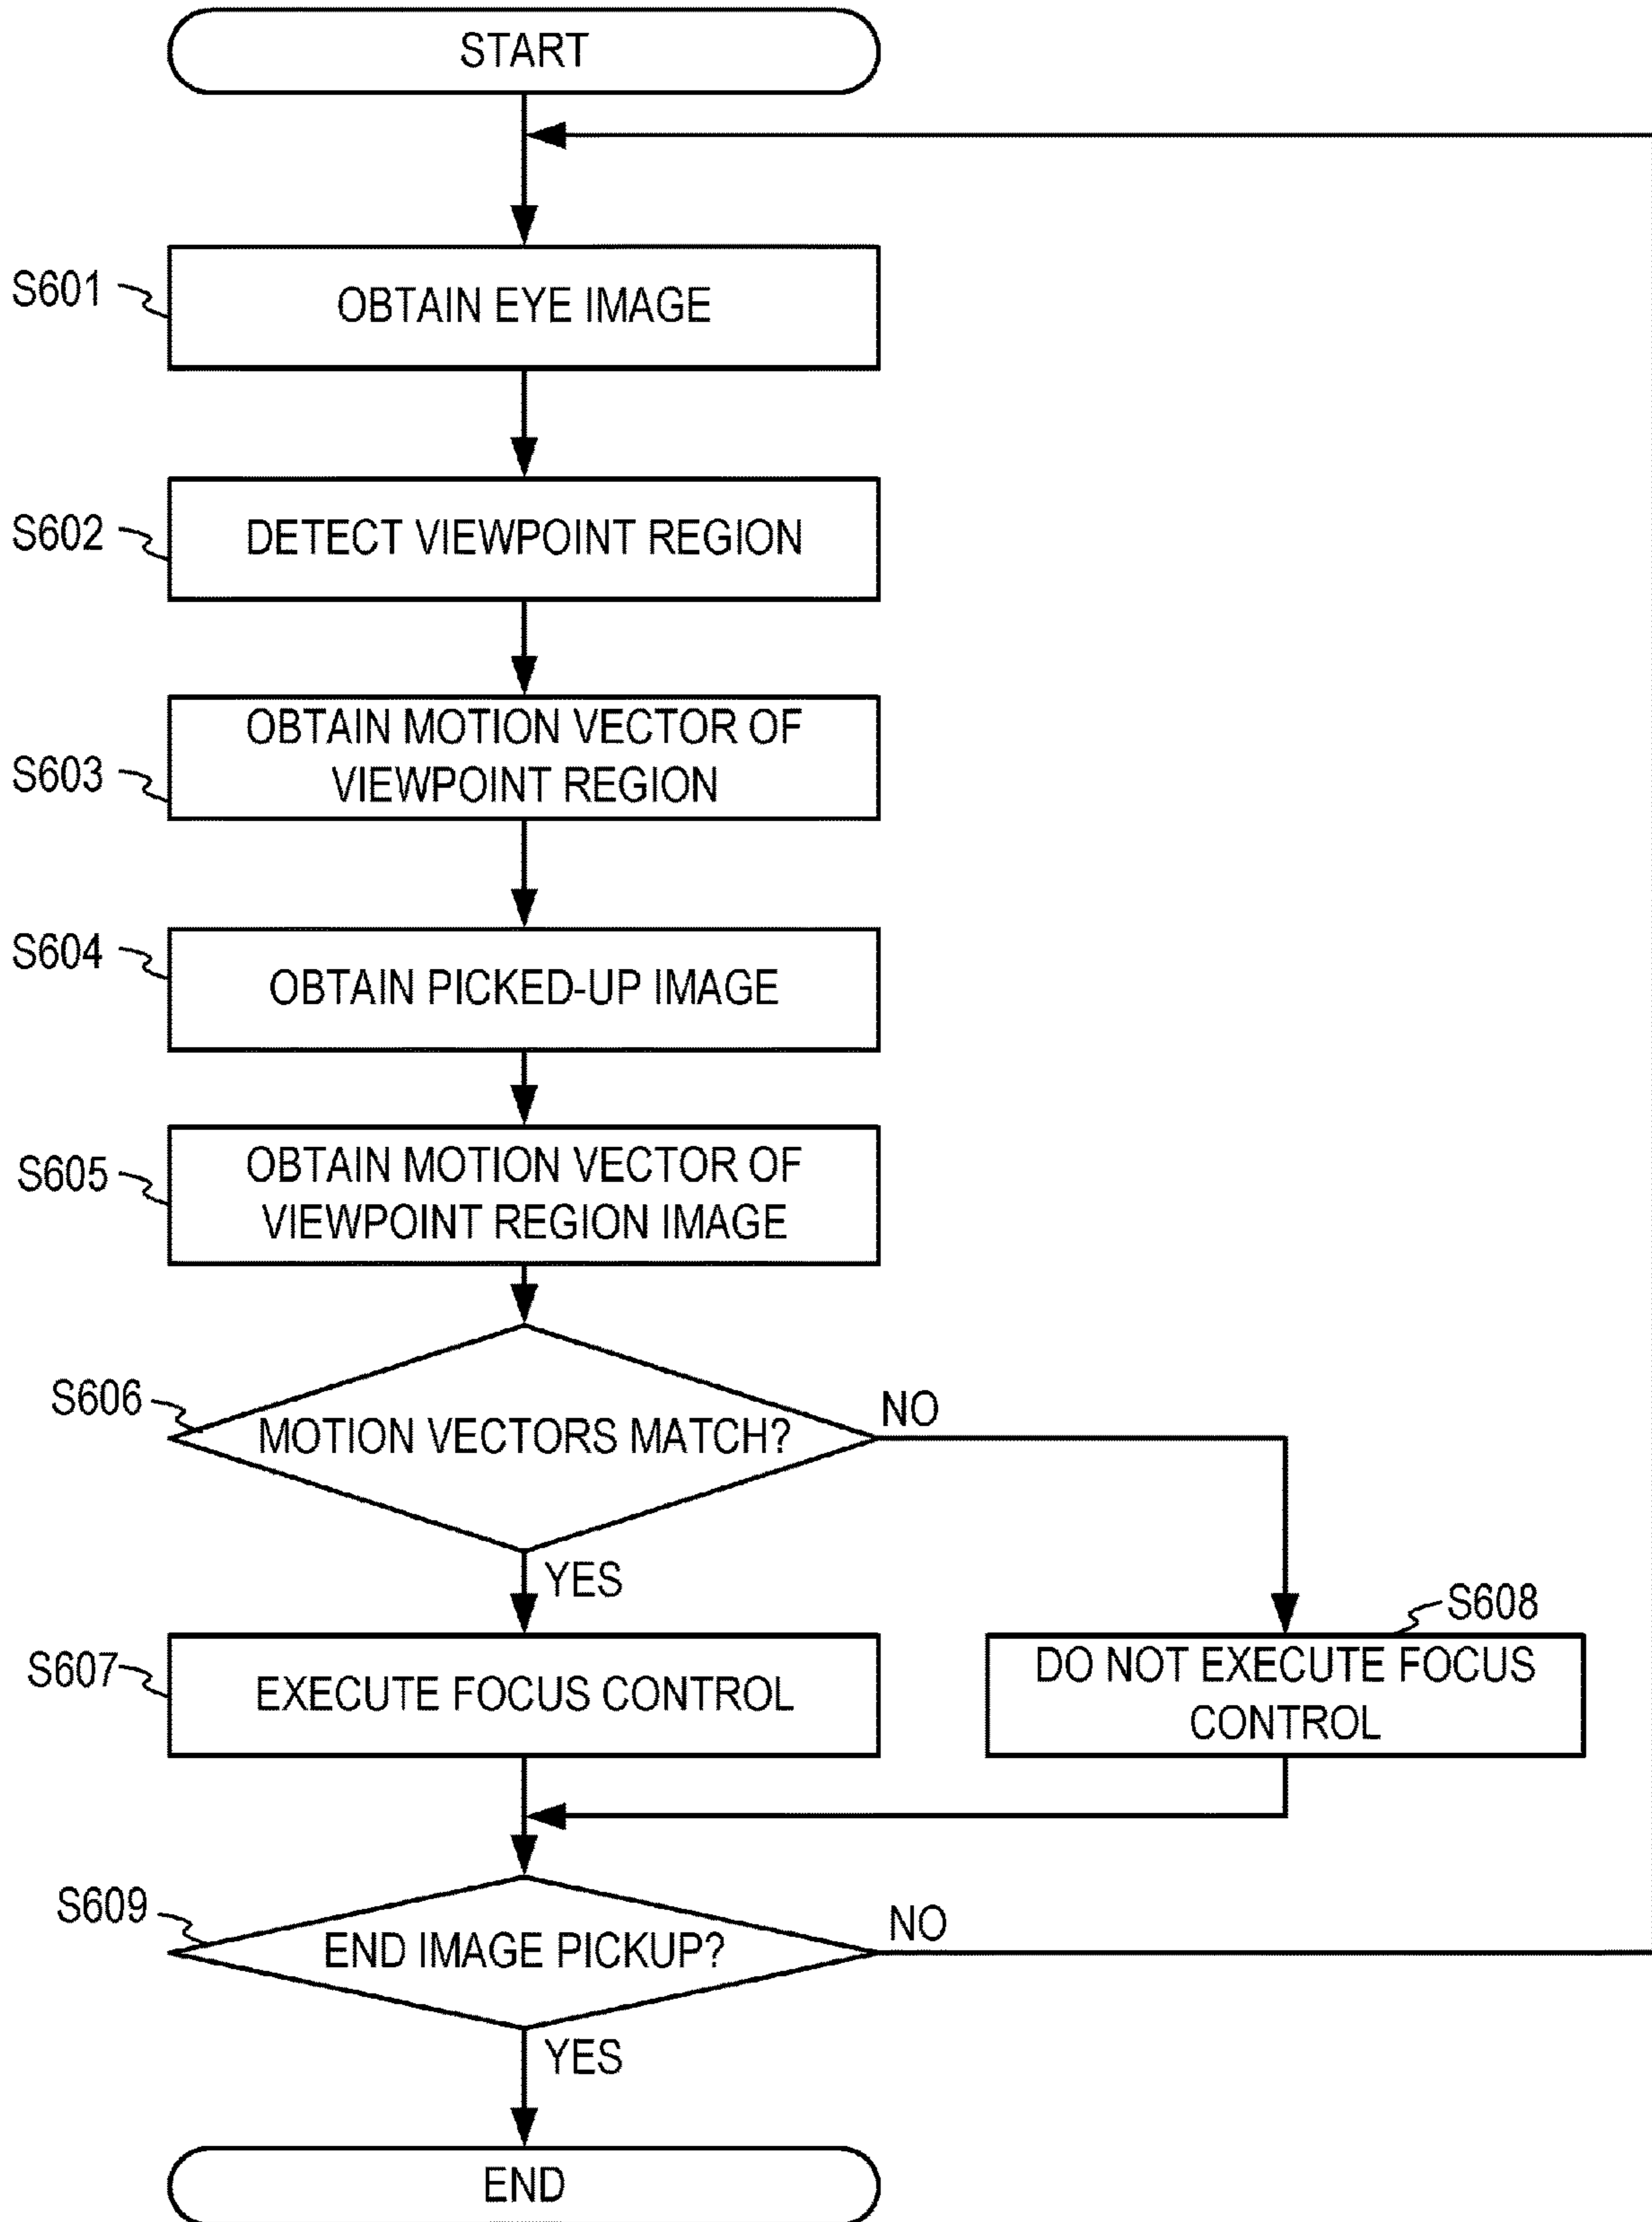 START
S601
OBTAIN EYE IMAGE
S602
DETECT VIEWPOINT REGION
S603
OBTAIN MOTION VECTOR OF
VIEWPOINT REGION
S604
OBTAIN PICKED-UP IMAGE
S605
OBTAIN MOTION VECTOR OF
VIEWPOINT REGION IMAGE
S606
MOTION VECTORS MATCH?
NO
YES
S607
EXECUTE FOCUS CONTROL
S608
DO NOT EXECUTE FOCUS
CONTROL
S609
END IMAGE PICKUP?
NO
YES
END